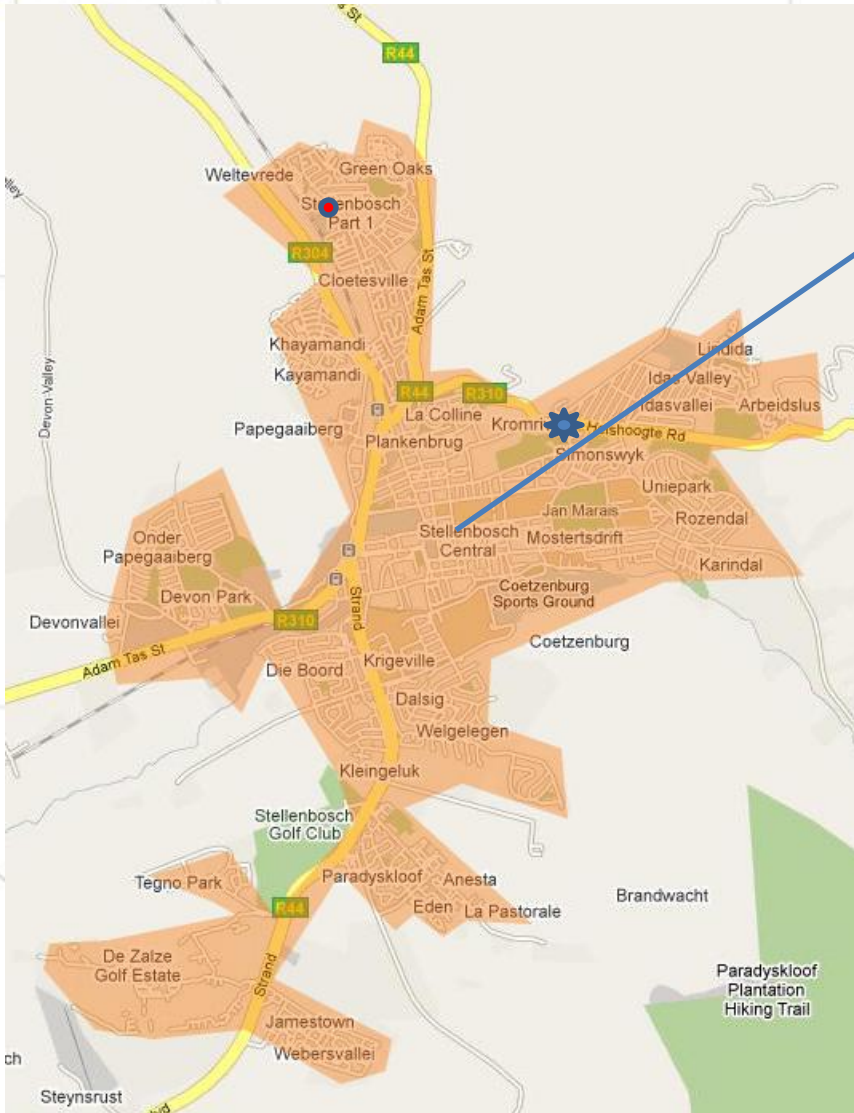 as St
R44
Weltevrede
Green Oaks
Stellenbosch
Part 1
R304
Cloetesville
Adam Tas St
Devon Valley
Khayamandi
Kayamandi
Lindida
Idas Valley
Idasvallei
Arbeidslus
R44
R310
La Colline
Papegaaiberg
Plankenbrug
Helshoogte Rd
Simonswyk
Uniepark
Jan Marais
Rozendal
Stellenbosch
Central
Mostertsdrift
Karindal
Onder
Papegaaiberg
Devon Park
Coetzenburg
Sports Ground
Devonvallei
R310
Strand
Coetzenburg
Adam Tas St
Die Boord
Krigeville
Dalsig
Welgelegen
Kleingeluk
Stellenbosch
Golf Club
Tegno Park
Paradyskloof
Anesta
Eden
La Pastorale
Brandwacht
R44
De Zalze
Golf Estate
Strand
Paradyskloof
Plantation
Hiking Trail
Jamestown
Webersvallei
ch
Steynsrust